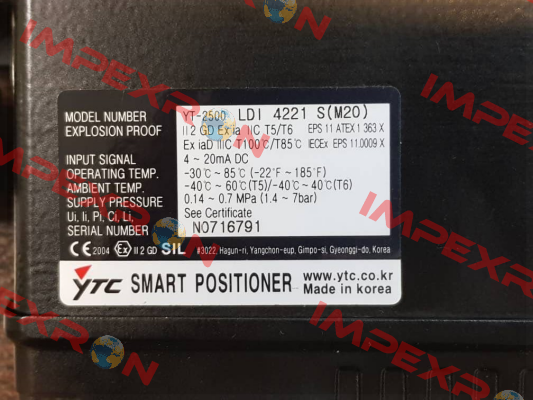 IMPEXRON
MODEL NUMBER YT-2500 LDI 4221 S(M20)
EXPLOSION PROOF II 2 GD Ex ia IIC T5/T6 EPS 11 ATEX 1 363 X
Ex iaD IIIC T100℃/T85℃ IECEx EPS 11.0009 X
INPUT SIGNAL 4 ~ 20mA DC
OPERATING TEMP. -30℃ ~ 85℃ (-22℉ ~ 185℉)
AMBIENT TEMP. -40℃ ~ 60℃(T5)/-40℃ ~ 40℃(T6)
SUPPLY PRESSURE 0.14 ~ 0.7 MPa (1.4 ~ 7bar)
Ui, Ii, Pi, Ci, Li, See Certificate
SERIAL NUMBER N0716791
CE 2004 Ex II 2 GD SIL #3022, Hagun-ri, Yangchon-eup, Gimpo-si, Gyeonggi-do, Korea
YTC SMART POSITIONER www.ytc.co.kr
Made in korea
IMPEXRON